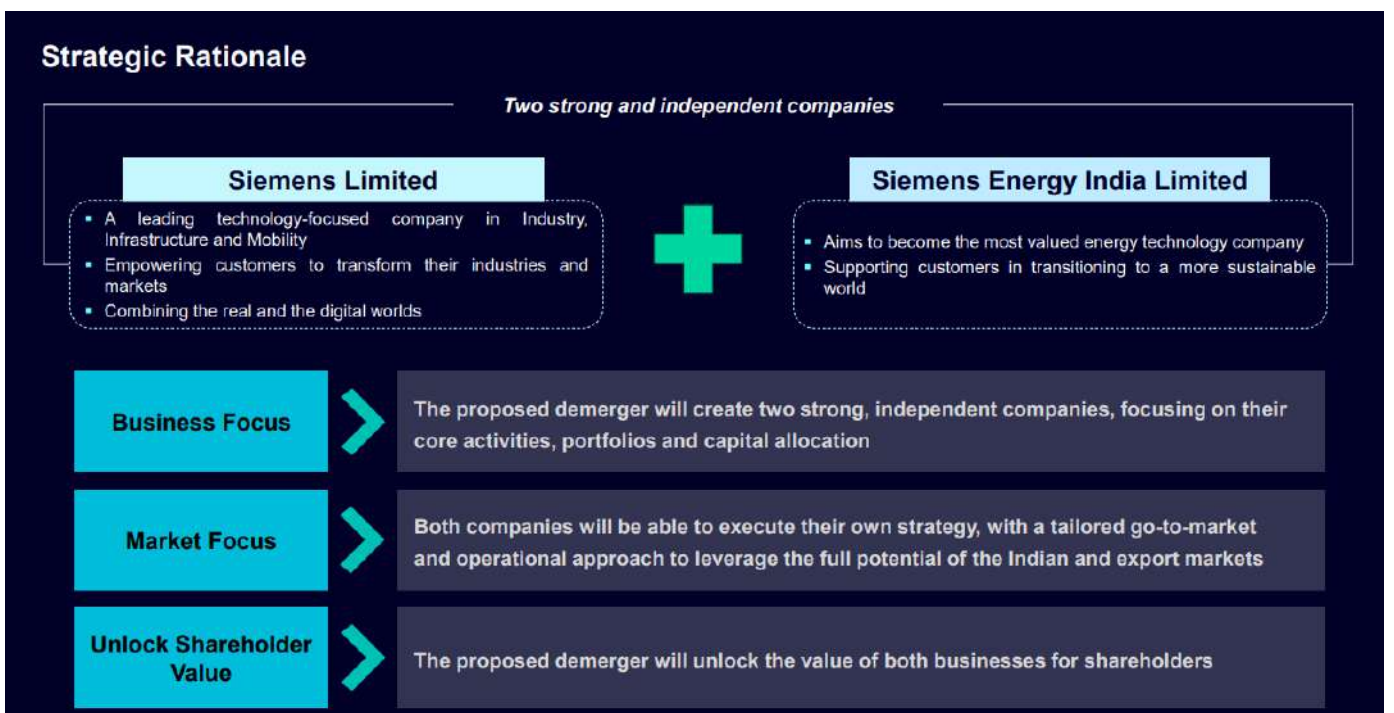 Strategic Rationale
Two strong and independent companies
Siemens Limited
▪ A leading technology-focused company in Industry,
Infrastructure and Mobility
▪ Empowering customers to transform their industries and
markets
▪ Combining the real and the digital worlds
Siemens Energy India Limited
▪ Aims to become the most valued energy technology company
▪ Supporting customers in transitioning to a more sustainable
world
Business Focus
The proposed demerger will create two strong, independent companies, focusing on their
core activities, portfolios and capital allocation
Market Focus
Both companies will be able to execute their own strategy, with a tailored go-to-market
and operational approach to leverage the full potential of the Indian and export markets
Unlock Shareholder
Value
The proposed demerger will unlock the value of both businesses for shareholders